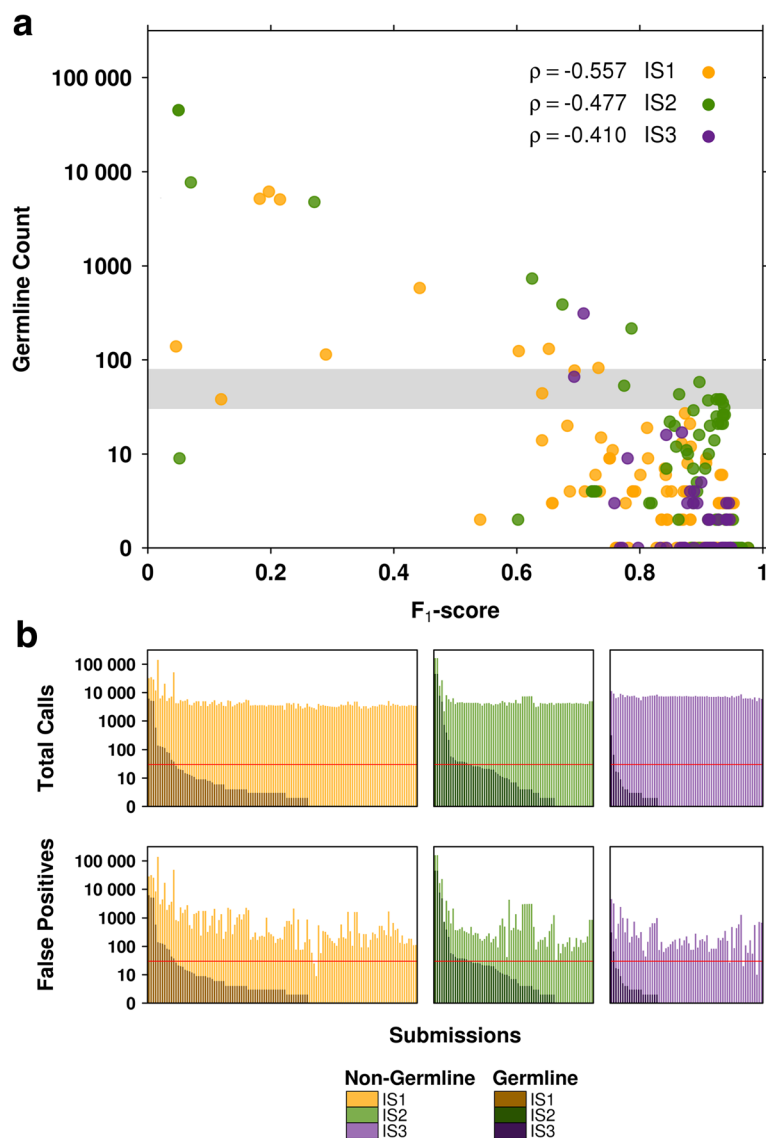 a
Germline Count
100 000
10 000
1000
100
10
0
ρ = -0.557 IS1
ρ = -0.477 IS2
ρ = -0.410 IS3
0 0.2 0.4 0.6 0.8 1
F₁-score
b
Total Calls
100 000
10 000
1000
100
10
0
False Positives
100 000
10 000
1000
100
10
0
Submissions
Non-Germline Germline
IS1 IS1
IS2 IS2
IS3 IS3